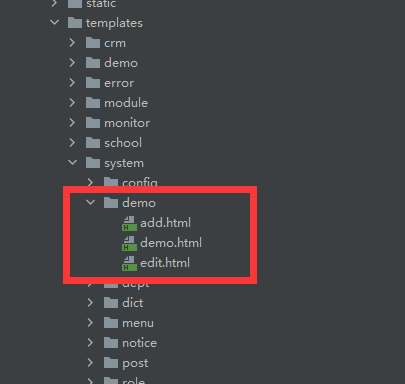 static
templates
crm
demo
error
module
monitor
school
system
config
demo
add.html
demo.html
edit.html
dept
dict
menu
notice
post
role